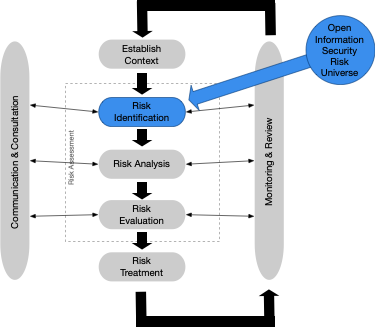 Open
Information
Security
Risk
Universe
Establish
Context
Risk
Identification
Risk Assessment
Risk Analysis
Risk
Evaluation
Risk
Treatment
Communication & Consultation
Monitoring & Review